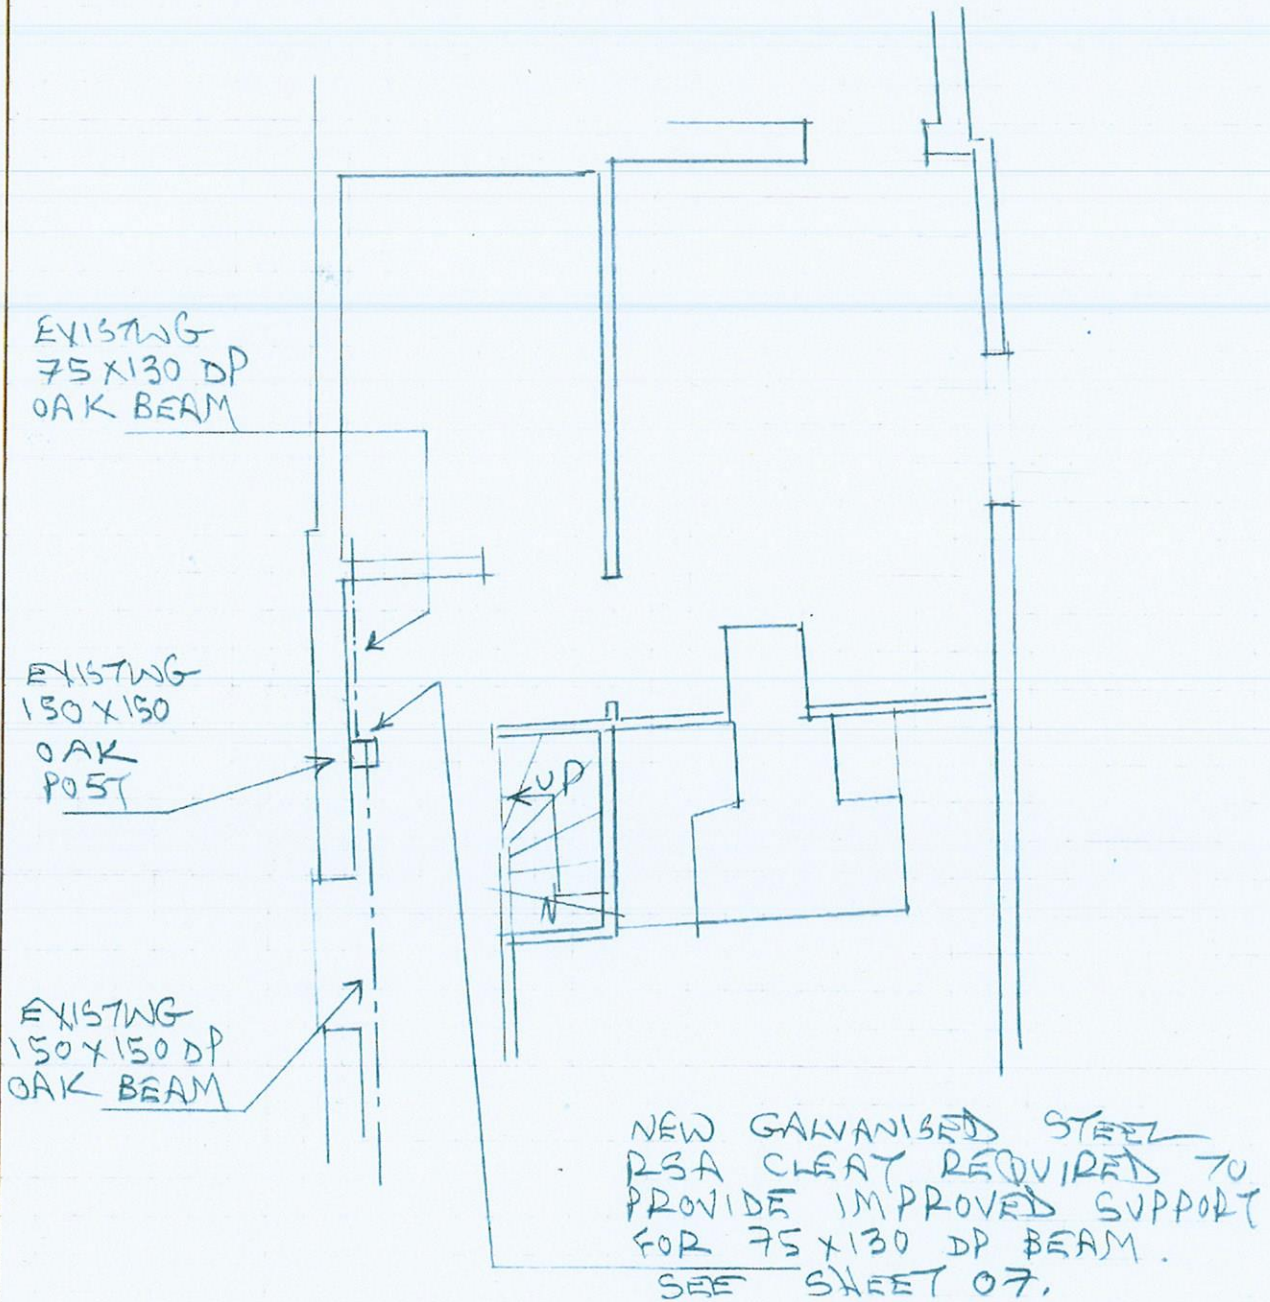 EXISTING
75 X 130 DP
OAK BEAM
EXISTING
150 X 150
OAK
POST
UP
N
EXISTING
150 X 150 DP
OAK BEAM
NEW GALVANISED STEEL
RSA CLEAT REQUIRED TO
PROVIDE IMPROVED SUPPORT
FOR 75 X 130 DP BEAM.
SEE SHEET 07.